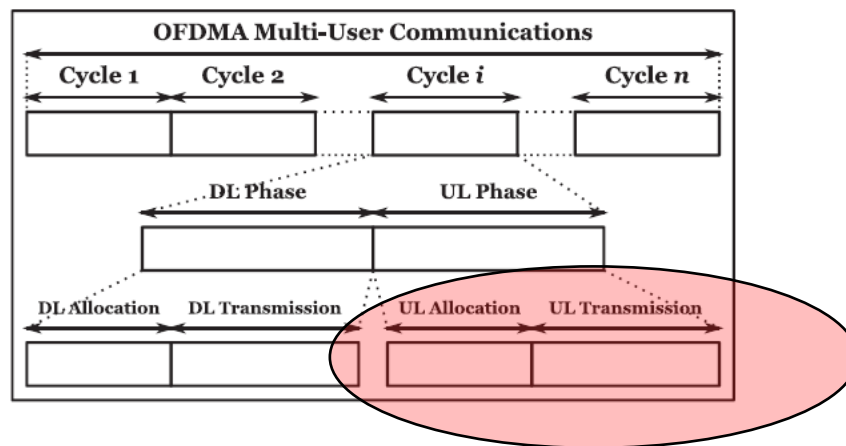 OFDMA Multi-User Communications
Cycle 1 Cycle 2 Cycle i Cycle n
DL Phase UL Phase
DL Allocation DL Transmission UL Allocation UL Transmission